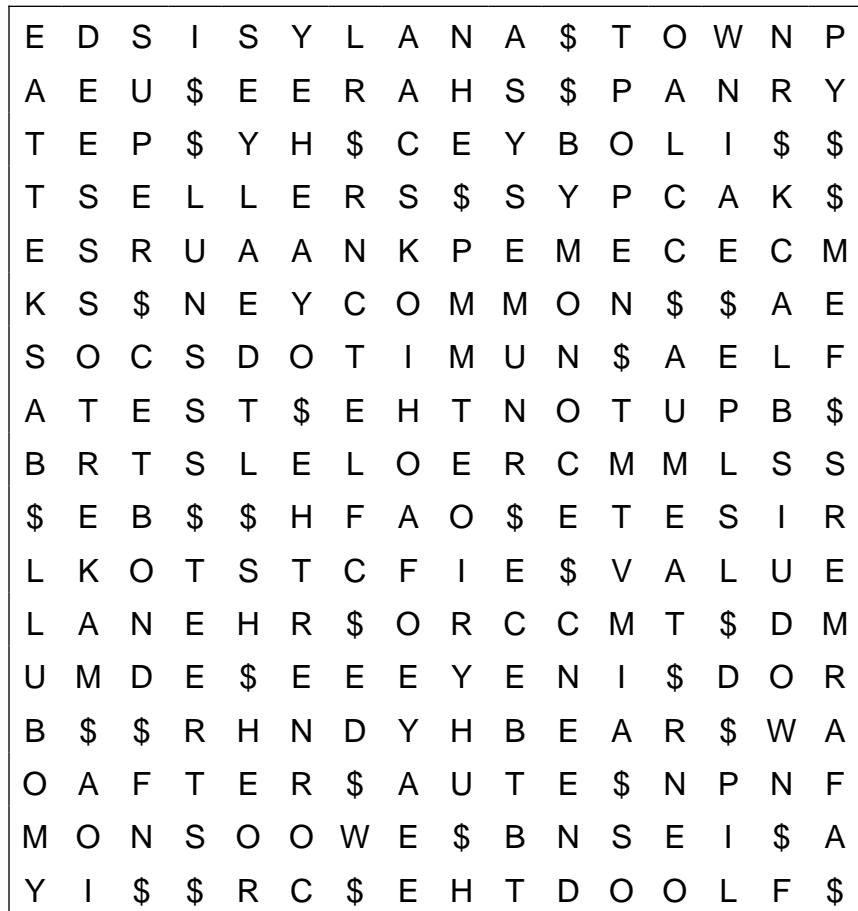 E D S I S Y L A N A $ T O W N P
A E U $ E E R A H S $ P A N R Y
T E P $ Y H $ C E Y B O L I $ $
T S E L L E R S $ S Y P C A K $
E S R U A A N K P E M E C E C M
K S $ N E Y C O M M O N $ $ A E
S O C S D O T I M U N $ A E L F
A T E S T $ E H T N O T U P B $
B R T S L E L O E R C M M L S S
$ E B $ $ H F A O $ E T E S I R
L K O T S T C F I E $ V A L U E
L A N E H R $ O R C C M T $ D M
U M D E $ E E E Y E N I $ D O R
B $ $ R H N D Y H B E A R $ W A
O A F T E R $ A U T E $ N P N F
M O N S O O W E $ B N S E I $ A
Y I $ $ R C $ E H T D O O L F $